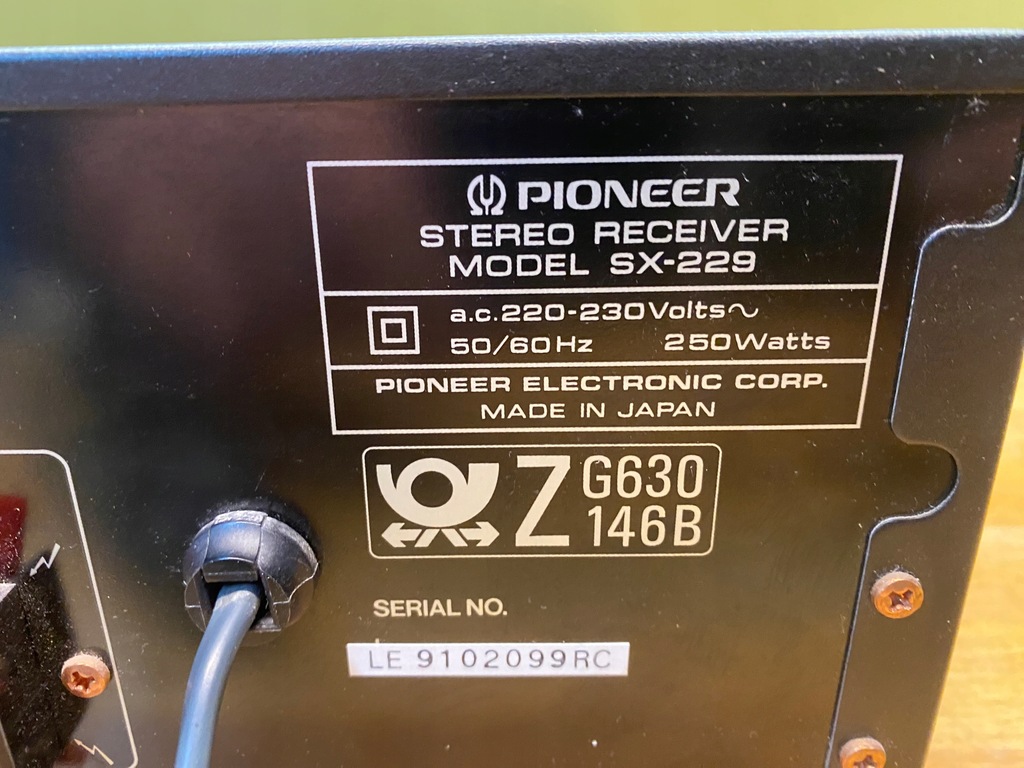 PIONEER
STEREO RECEIVER
MODEL SX-229
a.c.220-230Volts~
50/60Hz 250Watts
PIONEER ELECTRONIC CORP.
MADE IN JAPAN
Z G630
146B
SERIAL NO.
LE 9102099RC